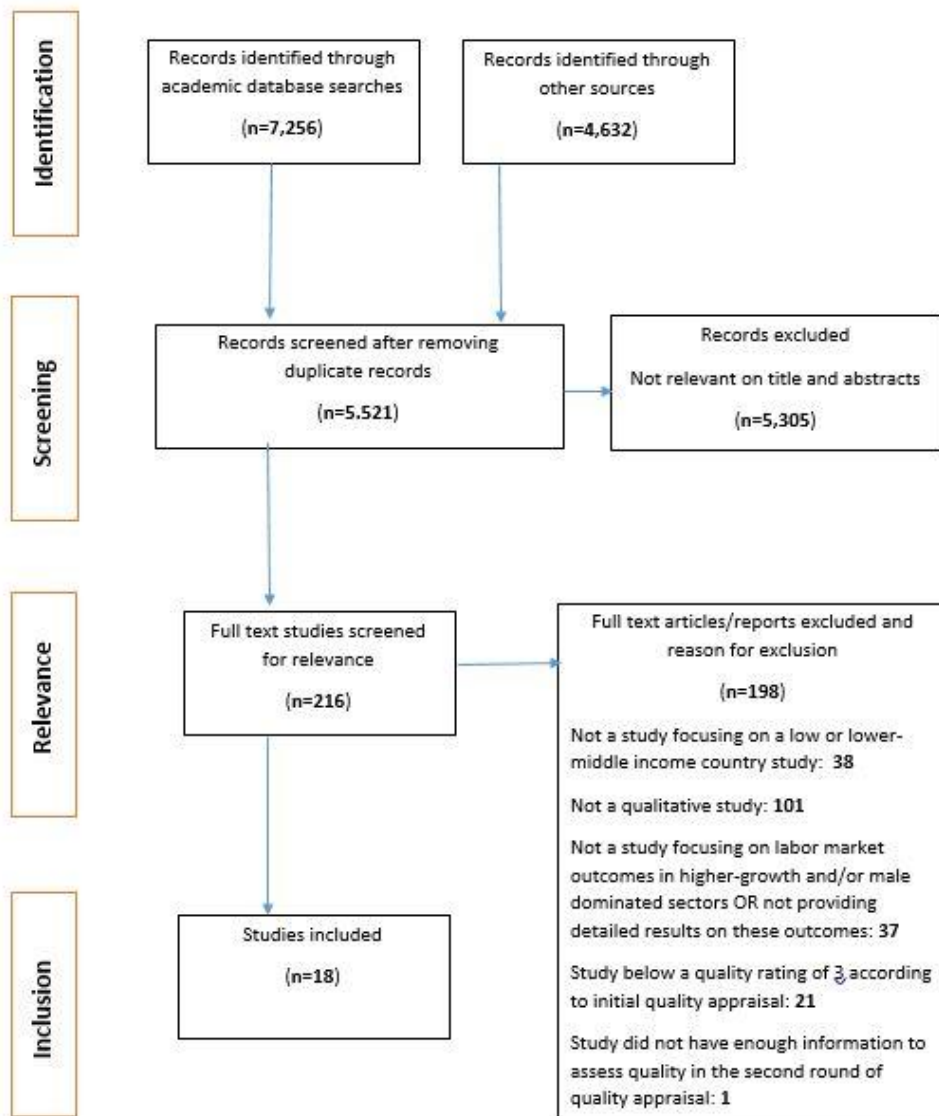 Identification
Records identified through
academic database searches
(n=7,256)
Records identified through
other sources
(n=4,632)
Screening
Records screened after removing
duplicate records
(n=5.521)
Records excluded
Not relevant on title and abstracts
(n=5,305)
Relevance
Full text studies screened
for relevance
(n=216)
Full text articles/reports excluded and
reason for exclusion
(n=198)
Not a study focusing on a low or lower-
middle income country study: 38
Not a qualitative study: 101
Not a study focusing on labor market
outcomes in higher-growth and/or male
dominated sectors OR not providing
detailed results on these outcomes: 37
Study below a quality rating of 3 according
to initial quality appraisal: 21
Study did not have enough information to
assess quality in the second round of
quality appraisal: 1
Inclusion
Studies included
(n=18)